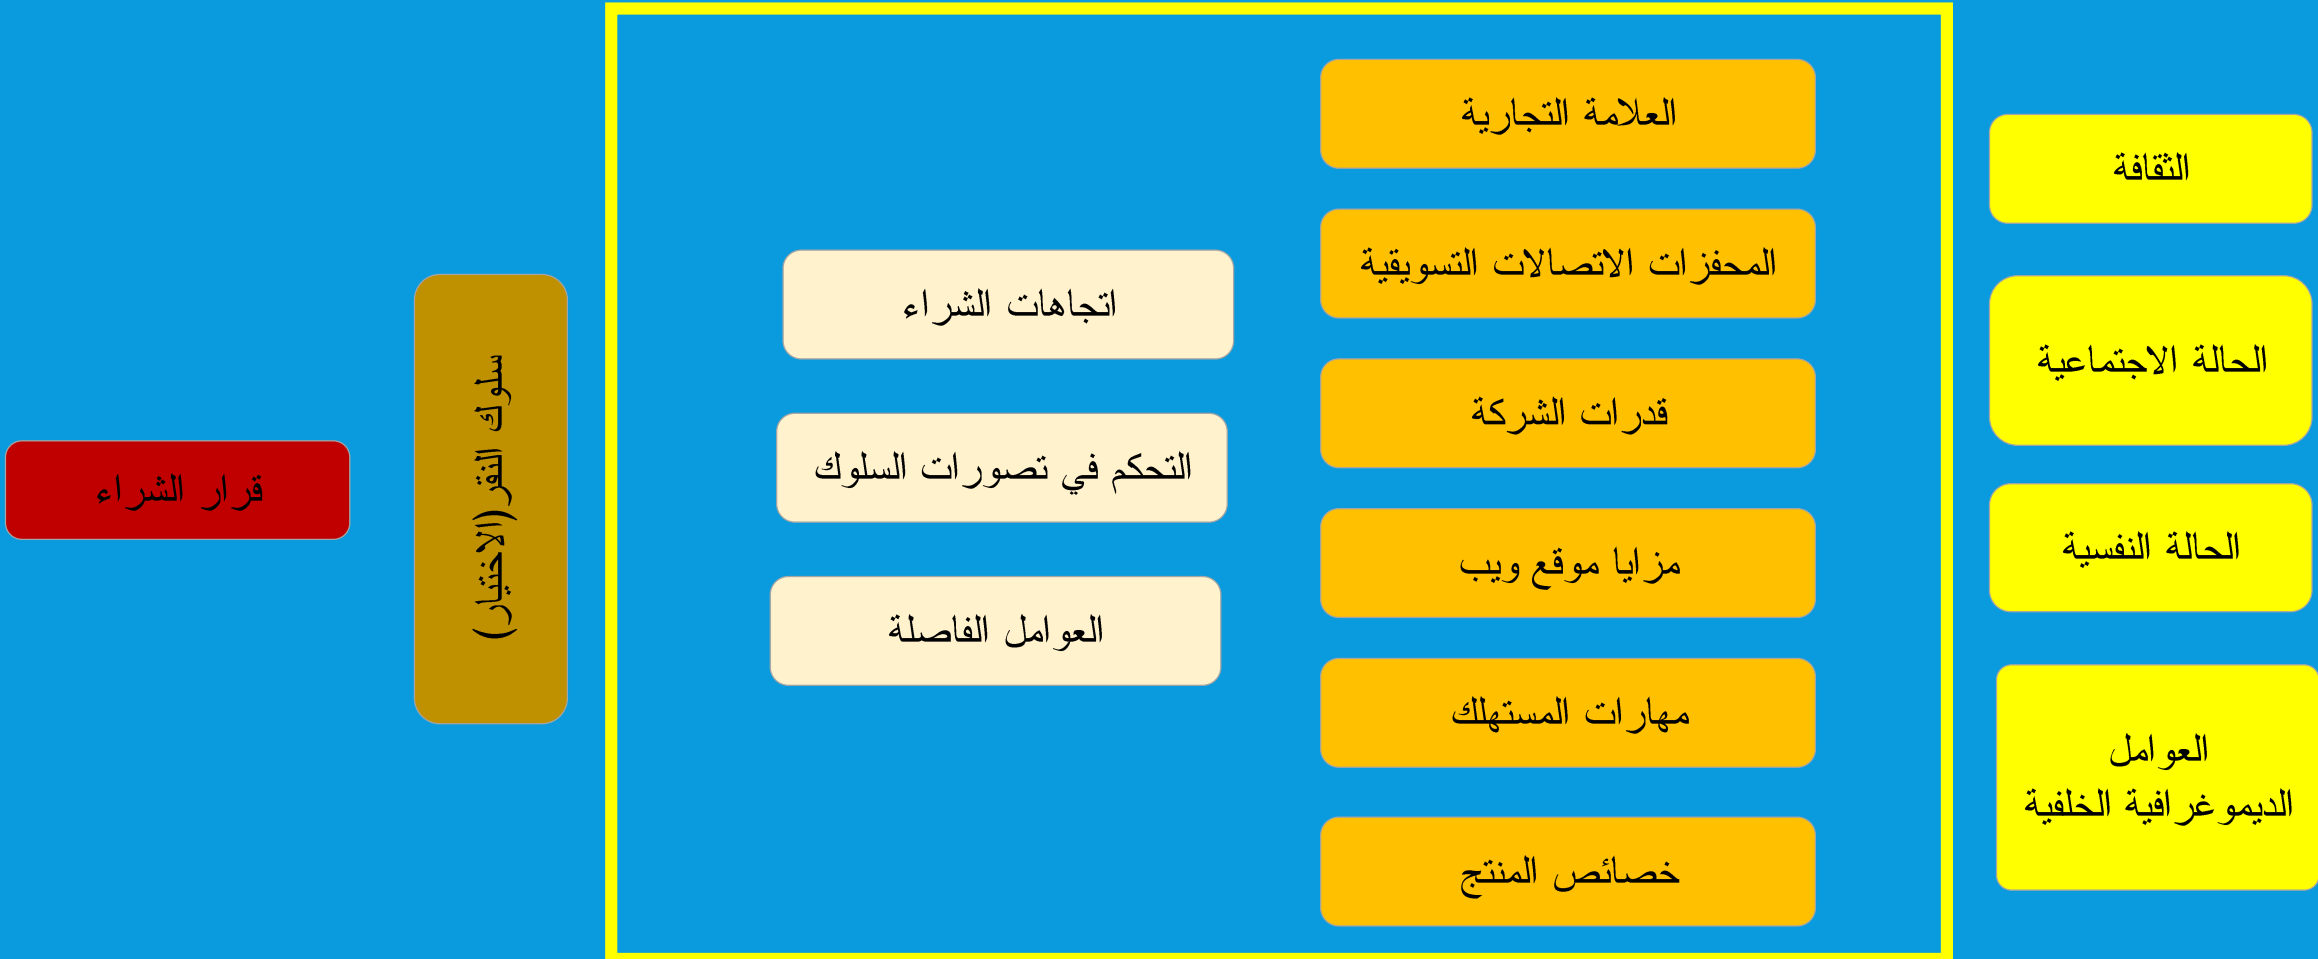 الثقافة
الحالة الاجتماعية
الحالة النفسية
العوامل
الديموغرافية الخلفية
العلامة التجارية
المحفزات الاتصالات التسويقية
قدرات الشركة
مزايا موقع ويب
مهارات المستهلك
خصائص المنتج
اتجاهات الشراء
التحكم في تصورات السلوك
العوامل الفاصلة
سلوك النقر(الاختيار)
قرار الشراء